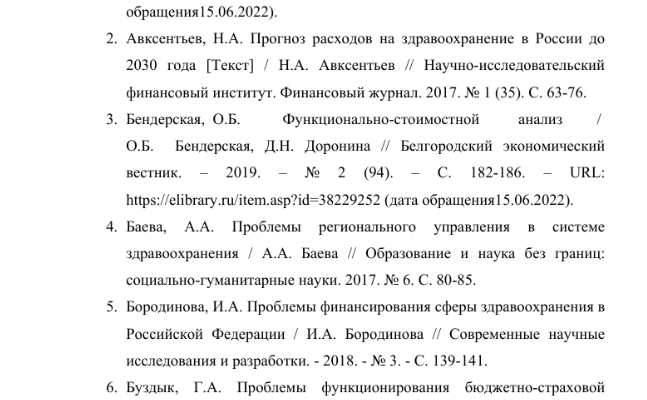 обращения15.06.2022).
2. Авксентьев, Н.А. Прогноз расходов на здравоохранение в России до
2030 года [Текст] / Н.А. Авксентьев // Научно-исследовательский
финансовый институт. Финансовый журнал. 2017. № 1 (35). С. 63-76.
3. Бендерская, О.Б. Функционально-стоимостной анализ /
О.Б. Бендерская, Д.Н. Доронина // Белгородский экономический
вестник. – 2019. – № 2 (94). – С. 182-186. – URL:
https://elibrary.ru/item.asp?id=38229252 (дата обращения15.06.2022).
4. Баева, А.А. Проблемы регионального управления в системе
здравоохранения / А.А. Баева // Образование и наука без границ:
социально-гуманитарные науки. 2017. № 6. С. 80-85.
5. Бородинова, И.А. Проблемы финансирования сферы здравоохранения в
Российской Федерации / И.А. Бородинова // Современные научные
исследования и разработки. - 2018. - № 3. - С. 139-141.
6. Буздык, Г.А. Проблемы функционирования бюджетно-страховой